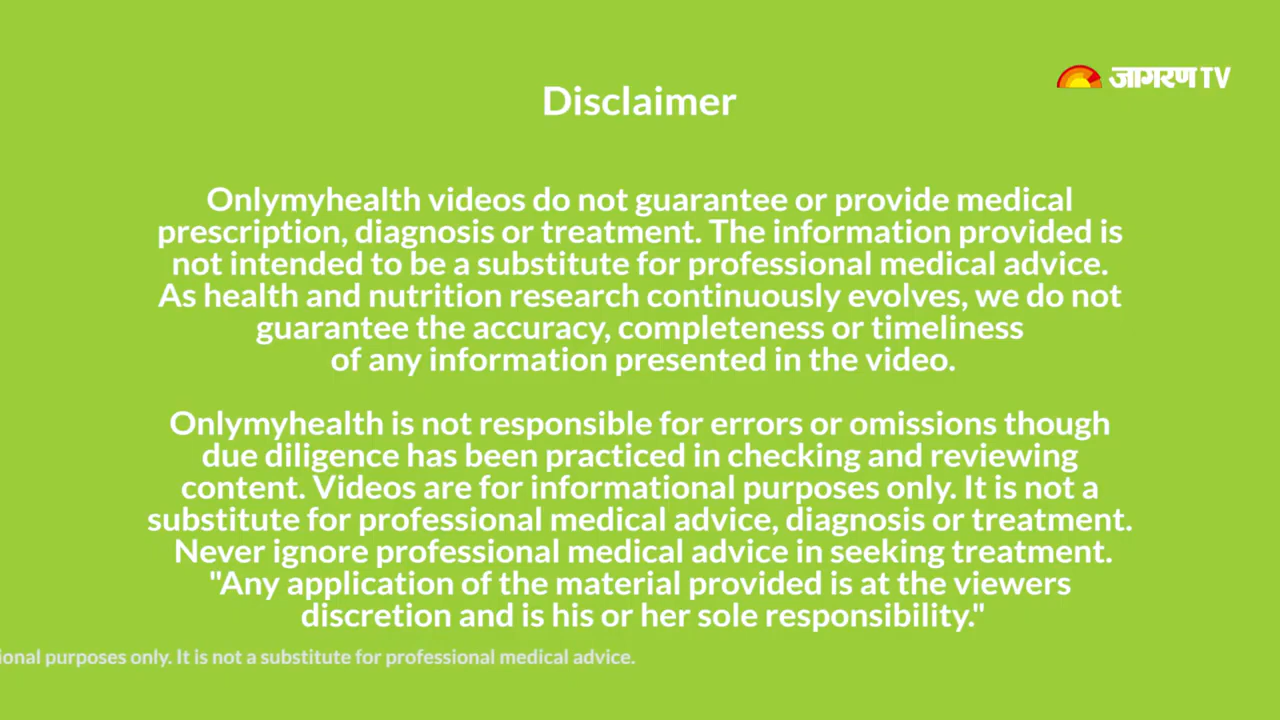 जागरण TV
Disclaimer
Onlymyhealth videos do not guarantee or provide medical
prescription, diagnosis or treatment. The information provided is
not intended to be a substitute for professional medical advice.
As health and nutrition research continuously evolves, we do not
guarantee the accuracy, completeness or timeliness
of any information presented in the video.
Onlymyhealth is not responsible for errors or omissions though
due diligence has been practiced in checking and reviewing
content. Videos are for informational purposes only. It is not a
substitute for professional medical advice, diagnosis or treatment.
Never ignore professional medical advice in seeking treatment.
"Any application of the material provided is at the viewers
discretion and is his or her sole responsibility."
purposes only. It is not a substitute for professional medical advice.